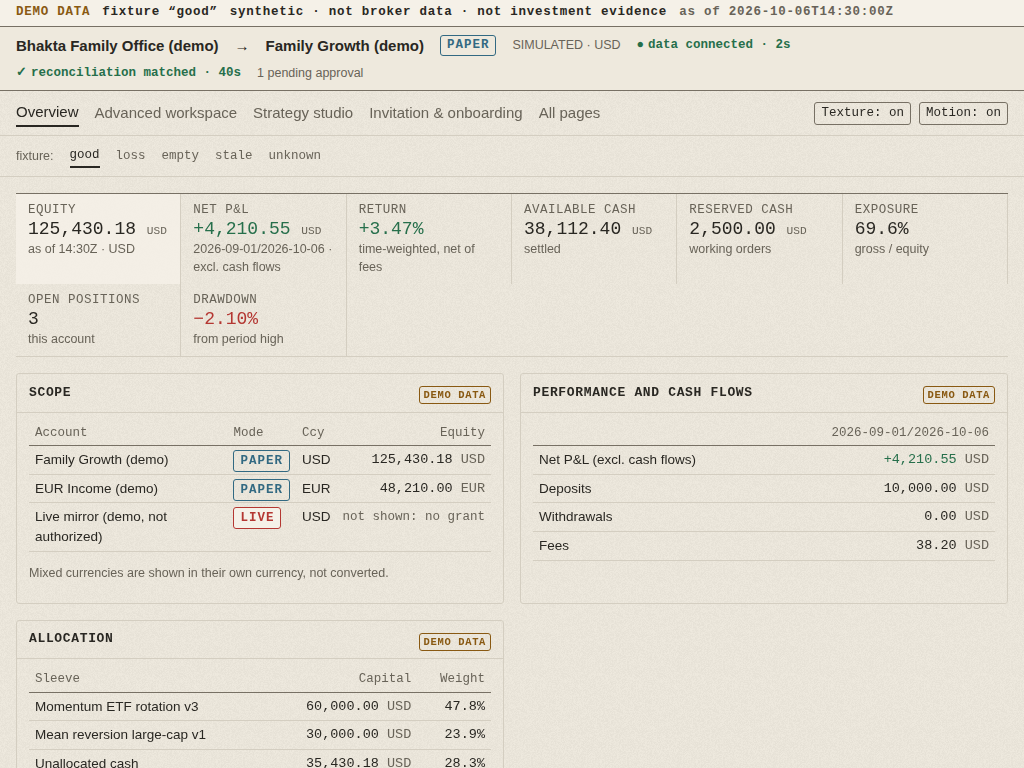 DEMO DATA fixture “good” synthetic · not broker data · not investment evidence as of 2026-10-06T14:30:00Z
Bhakta Family Office (demo) → Family Growth (demo) PAPER SIMULATED · USD ● data connected · 2s
✓ reconciliation matched · 40s 1 pending approval
Overview Advanced workspace Strategy studio Invitation & onboarding All pages Texture: on Motion: on
fixture: good loss empty stale unknown
EQUITY NET P&L RETURN AVAILABLE CASH RESERVED CASH EXPOSURE
125,430.18 USD +4,210.55 USD +3.47% 38,112.40 USD 2,500.00 USD 69.6%
as of 14:30Z · USD 2026-09-01/2026-10-06 · time-weighted, net of settled working orders gross / equity
excl. cash flows fees
OPEN POSITIONS DRAWDOWN
3 −2.10%
this account from period high
SCOPE DEMO DATA
Account Mode Ccy Equity
Family Growth (demo) PAPER USD 125,430.18 USD
EUR Income (demo) PAPER EUR 48,210.00 EUR
Live mirror (demo, not LIVE USD not shown: no grant
authorized)
Mixed currencies are shown in their own currency, not converted.
PERFORMANCE AND CASH FLOWS DEMO DATA
2026-09-01/2026-10-06
Net P&L (excl. cash flows) +4,210.55 USD
Deposits 10,000.00 USD
Withdrawals 0.00 USD
Fees 38.20 USD
ALLOCATION DEMO DATA
Sleeve Capital Weight
Momentum ETF rotation v3 60,000.00 USD 47.8%
Mean reversion large-cap v1 30,000.00 USD 23.9%
Unallocated cash 35,430.18 USD 28.3%